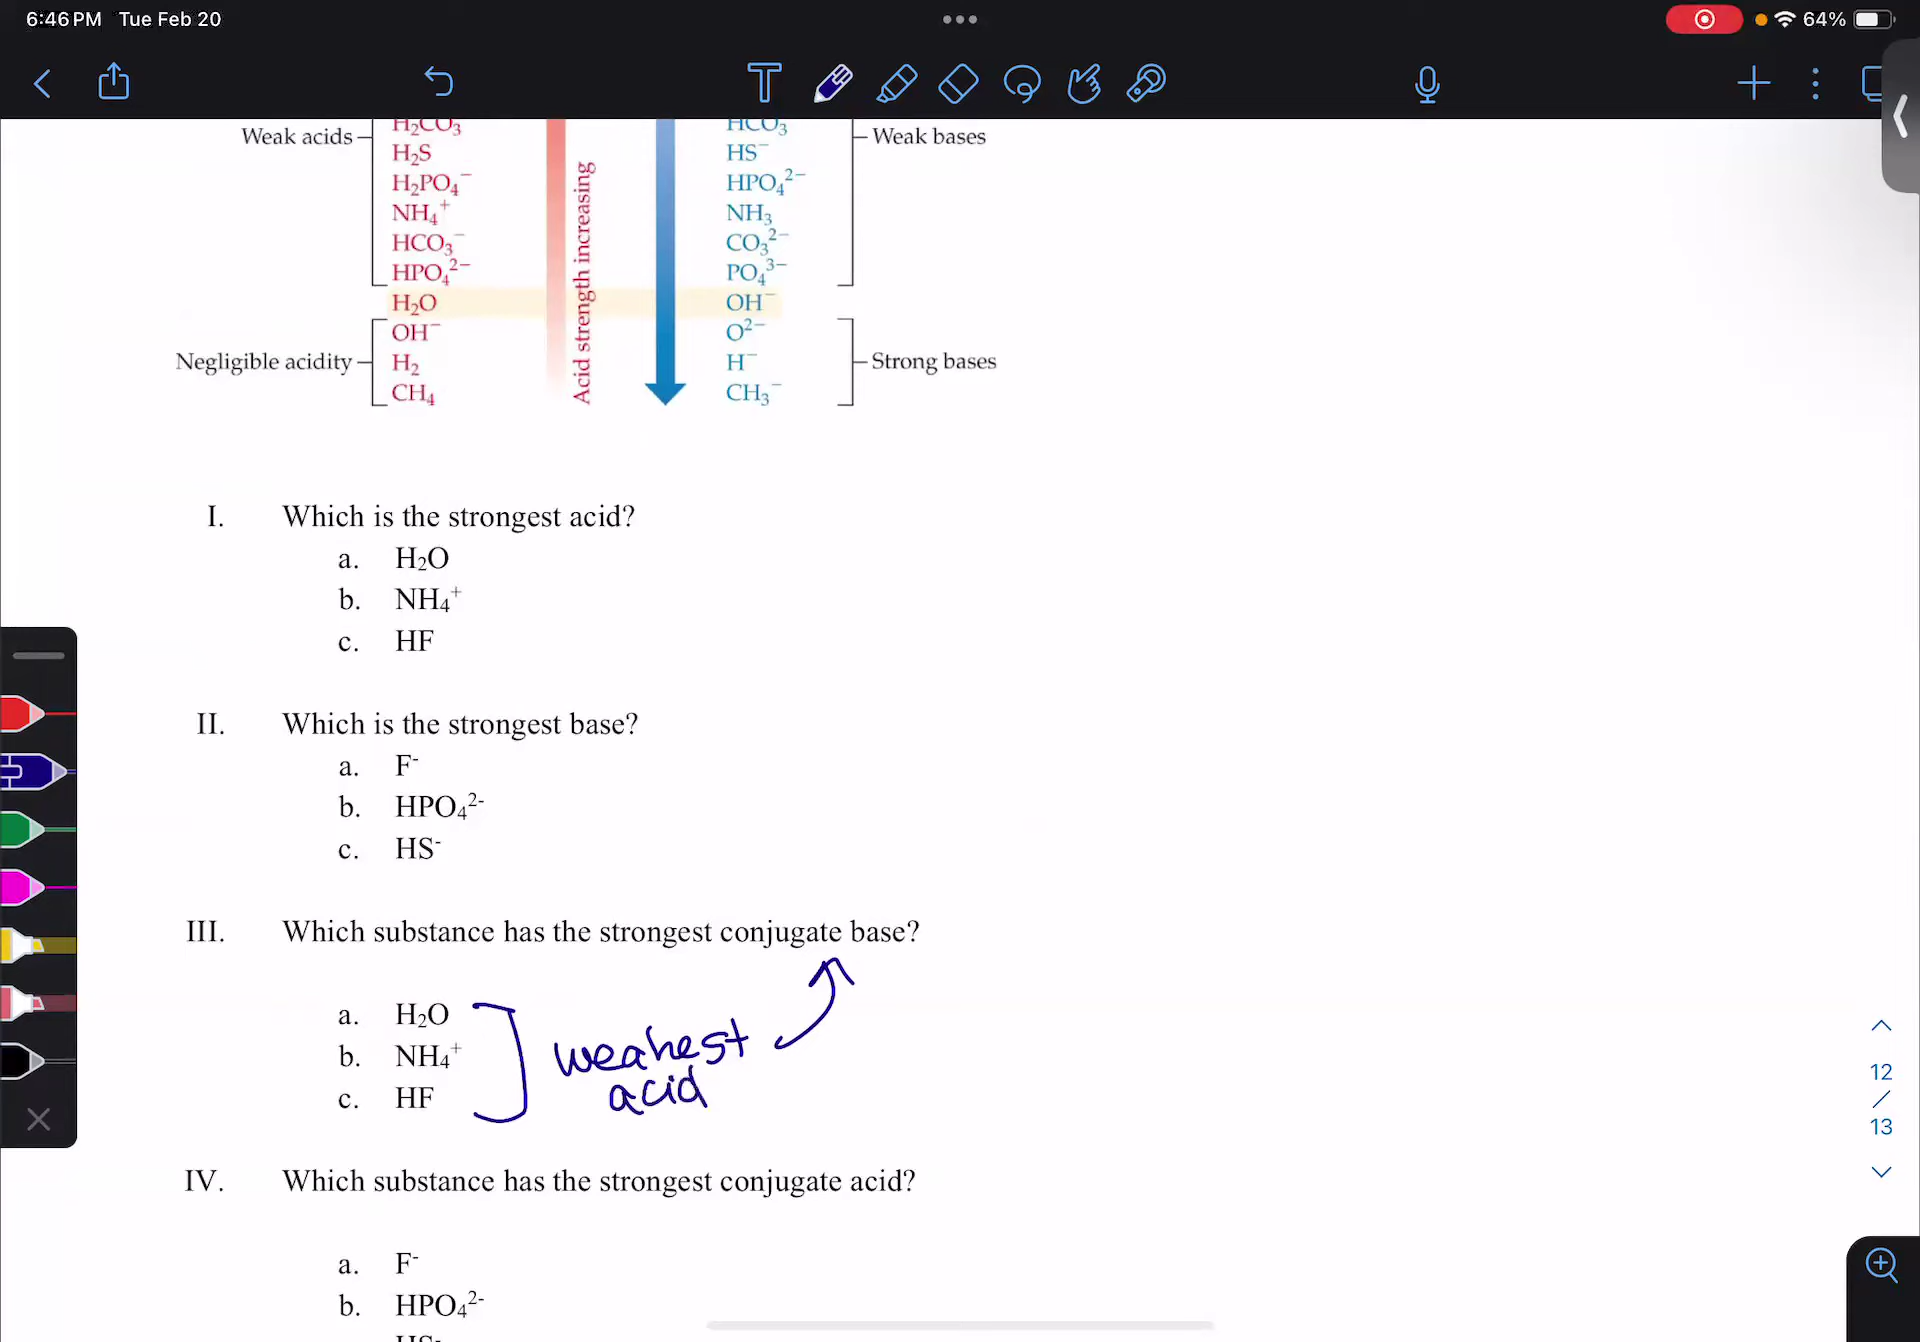 6:46 PM Tue Feb 20
64%
Weak acids
H₂CO₃
H₂S
H₂PO₄⁻
NH₄⁺
HCO₃⁻
HPO₄²⁻
H₂O
Negligible acidity
OH⁻
H₂
CH₄
Acid strength increasing
HCO₃
HS⁻
HPO₄²⁻
NH₃
CO₃²⁻
PO₄³⁻
OH⁻
O²⁻
H⁻
CH₃⁻
Weak bases
Strong bases
I. Which is the strongest acid?
a. H₂O
b. NH₄⁺
c. HF
II. Which is the strongest base?
a. F⁻
b. HPO₄²⁻
c. HS⁻
III. Which substance has the strongest conjugate base?
a. H₂O
b. NH₄⁺
c. HF
weakest
acid
IV. Which substance has the strongest conjugate acid?
a. F⁻
b. HPO₄²⁻
12
/
13